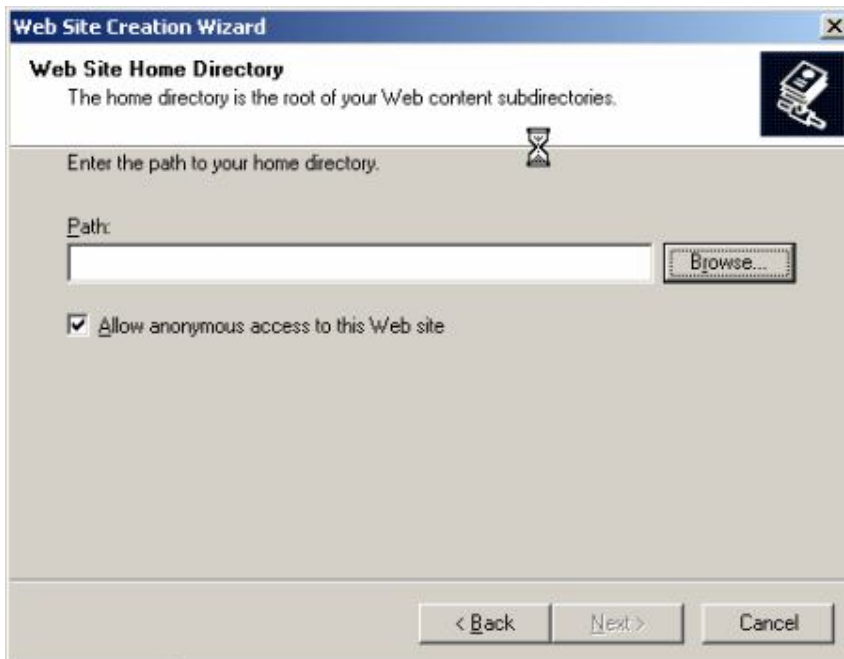 Web Site Creation Wizard
Web Site Home Directory
The home directory is the root of your Web content subdirectories.
Enter the path to your home directory.
Path:
Browse...
Allow anonymous access to this Web site
< Back
Next >
Cancel